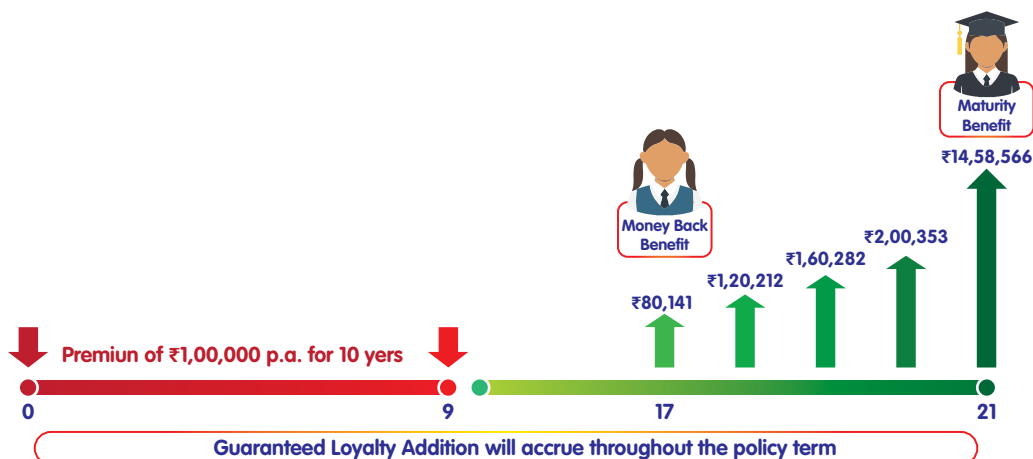 Maturity
Benefit
₹14,58,566
Money Back
Benefit
₹2,00,353
₹1,60,282
₹1,20,212
₹80,141
Premiun of ₹1,00,000 p.a. for 10 yers
0
9
17
21
Guaranteed Loyalty Addition will accrue throughout the policy term